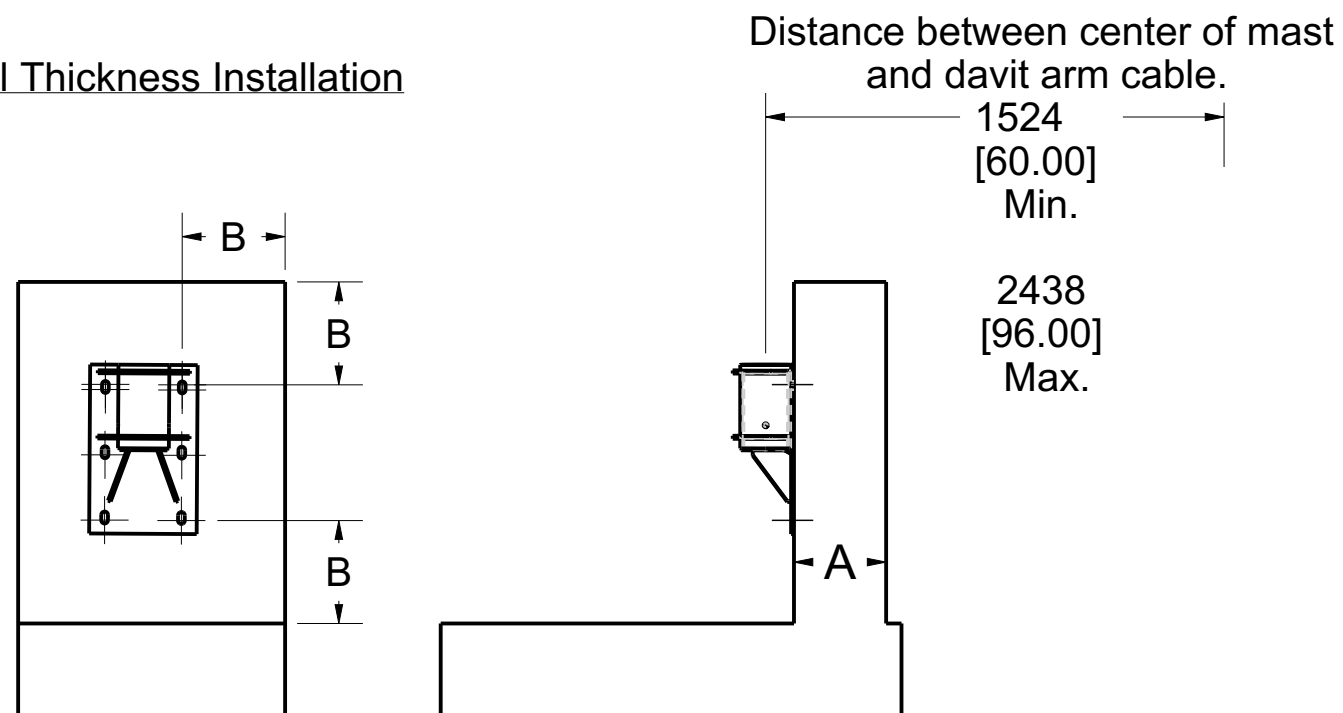 Distance between center of mast
and davit arm cable.
Thickness Installation
1524
[60.00]
Min.
2438
[96.00]
Max.
B
B
B
A